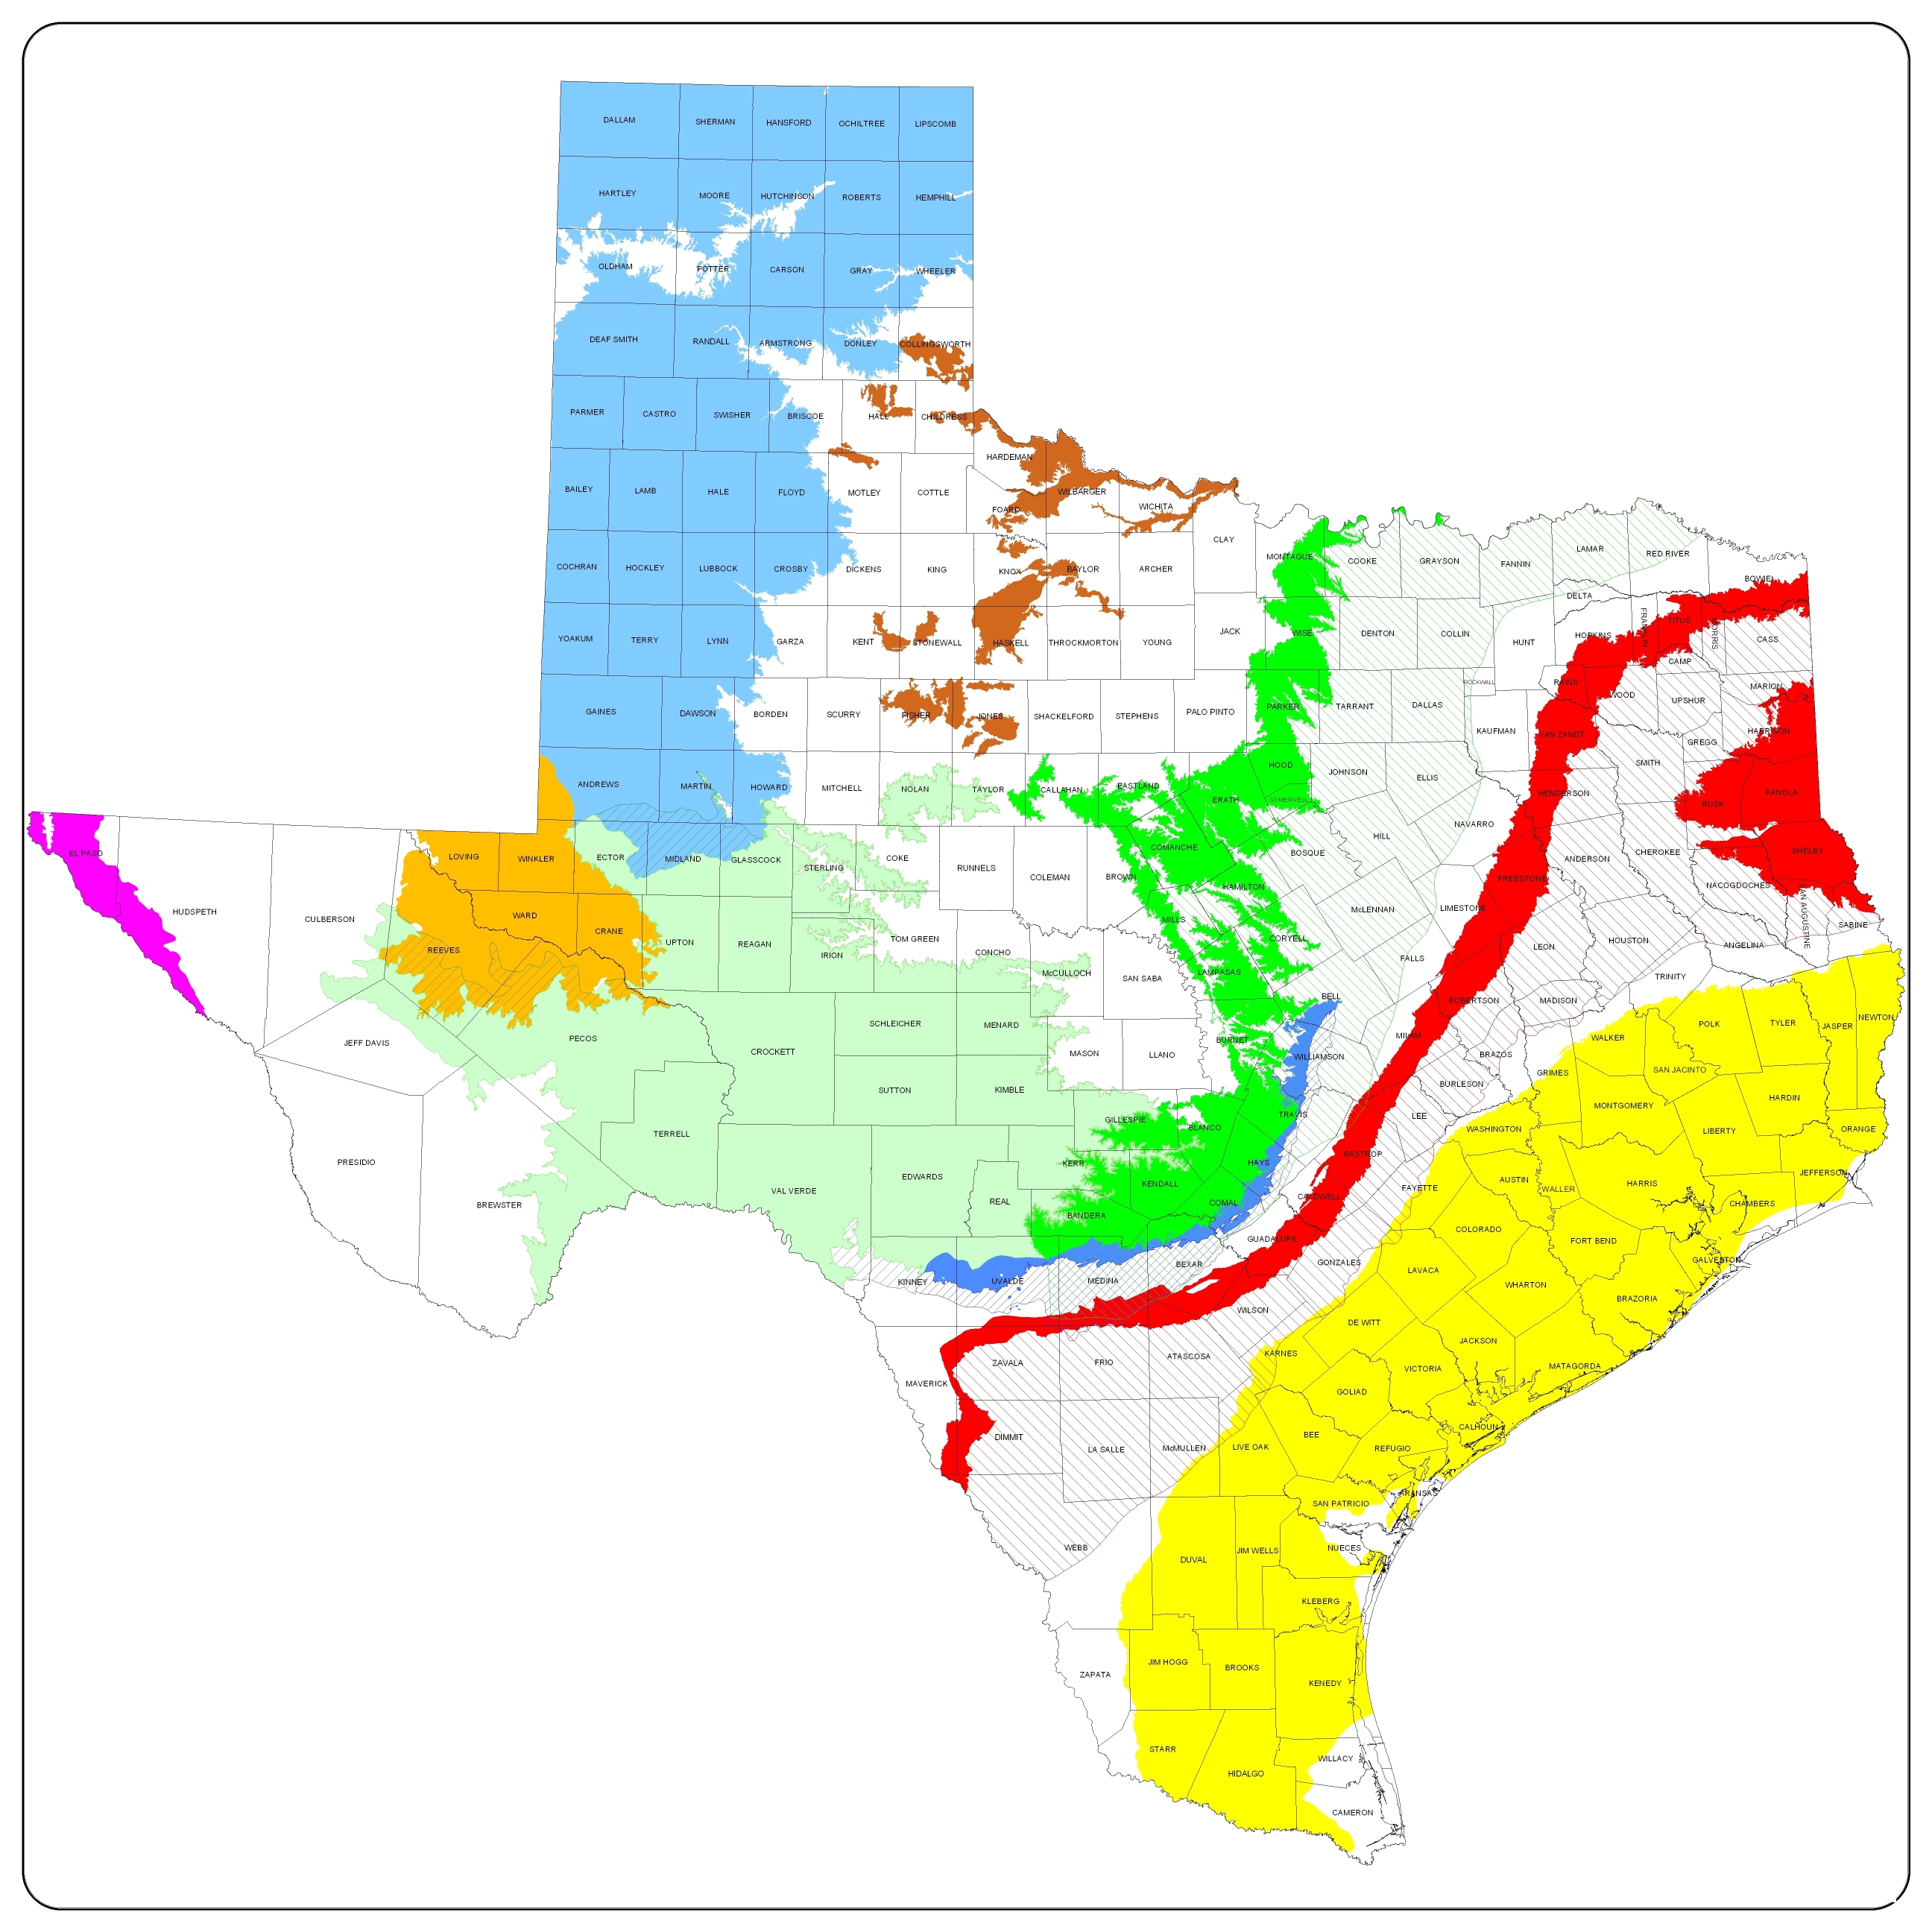 DALLAM SHERMAN HANSFORD OCHILTREE LIPSCOMB
HARTLEY MOORE HUTCHINSON ROBERTS HEMPHILL
OLDHAM POTTER CARSON GRAY WHEELER
DEAF SMITH RANDALL ARMSTRONG DONLEY COLLINGSWORTH
PARMER CASTRO SWISHER BRISCOE HALL CHILDRESS
HARDEMAN
BAILEY LAMB HALE FLOYD MOTLEY COTTLE WILBARGER
FOARD WICHITA
CLAY MONTAGUE COOKE GRAYSON FANNIN LAMAR RED RIVER
COCHRAN HOCKLEY LUBBOCK CROSBY DICKENS KING KNOX BAYLOR ARCHER
BOWIE
DELTA
YOAKUM TERRY LYNN GARZA KENT STONEWALL HASKELL THROCKMORTON YOUNG JACK WISE DENTON COLLIN HUNT HOPKINS FRANKLIN TITUS MORRIS CASS
CAMP
ROCKWALL RAINS WOOD UPSHUR MARION
GAINES DAWSON BORDEN SCURRY FISHER JONES SHACKELFORD STEPHENS PALO PINTO PARKER TARRANT DALLAS KAUFMAN VAN ZANDT GREGG HARRISON
SMITH
ANDREWS MARTIN HOWARD MITCHELL NOLAN TAYLOR CALLAHAN EASTLAND HOOD JOHNSON ELLIS HENDERSON
ERATH SOMERVELL RUSK PANOLA
NAVARRO
EL PASO LOVING WINKLER ECTOR MIDLAND GLASSCOCK STERLING COKE RUNNELS COLEMAN BROWN COMANCHE BOSQUE HILL ANDERSON CHEROKEE SHELBY
FREESTONE NACOGDOCHES
HUDSPETH CULBERSON WARD CRANE HAMILTON McLENNAN LIMESTONE SAN AUGUSTINE SABINE
REEVES UPTON REAGAN IRION TOM GREEN CONCHO MILLS CORYELL LEON HOUSTON ANGELINA
McCULLOCH SAN SABA LAMPASAS FALLS TRINITY
BELL ROBERTSON MADISON
JEFF DAVIS PECOS CROCKETT SCHLEICHER MENARD MASON LLANO BURNET WILLIAMSON MILAM WALKER POLK TYLER JASPER NEWTON
BRAZOS
SUTTON KIMBLE BURLESON GRIMES SAN JACINTO
GILLESPIE BLANCO TRAVIS LEE MONTGOMERY HARDIN
TERRELL WASHINGTON LIBERTY ORANGE
PRESIDIO EDWARDS KERR HAYS BASTROP
KENDALL AUSTIN WALLER HARRIS JEFFERSON
BREWSTER VAL VERDE REAL BANDERA COMAL CALDWELL FAYETTE CHAMBERS
COLORADO
GUADALUPE FORT BEND
KINNEY UVALDE MEDINA BEXAR GONZALES LAVACA GALVESTON
WHARTON
WILSON BRAZORIA
DE WITT
MAVERICK ZAVALA FRIO ATASCOSA KARNES JACKSON
VICTORIA MATAGORDA
GOLIAD
DIMMIT LA SALLE McMULLEN LIVE OAK BEE CALHOUN
REFUGIO
SAN PATRICIO ARANSAS
WEBB DUVAL JIM WELLS NUECES
KLEBERG
ZAPATA JIM HOGG BROOKS KENEDY
STARR HIDALGO WILLACY
CAMERON